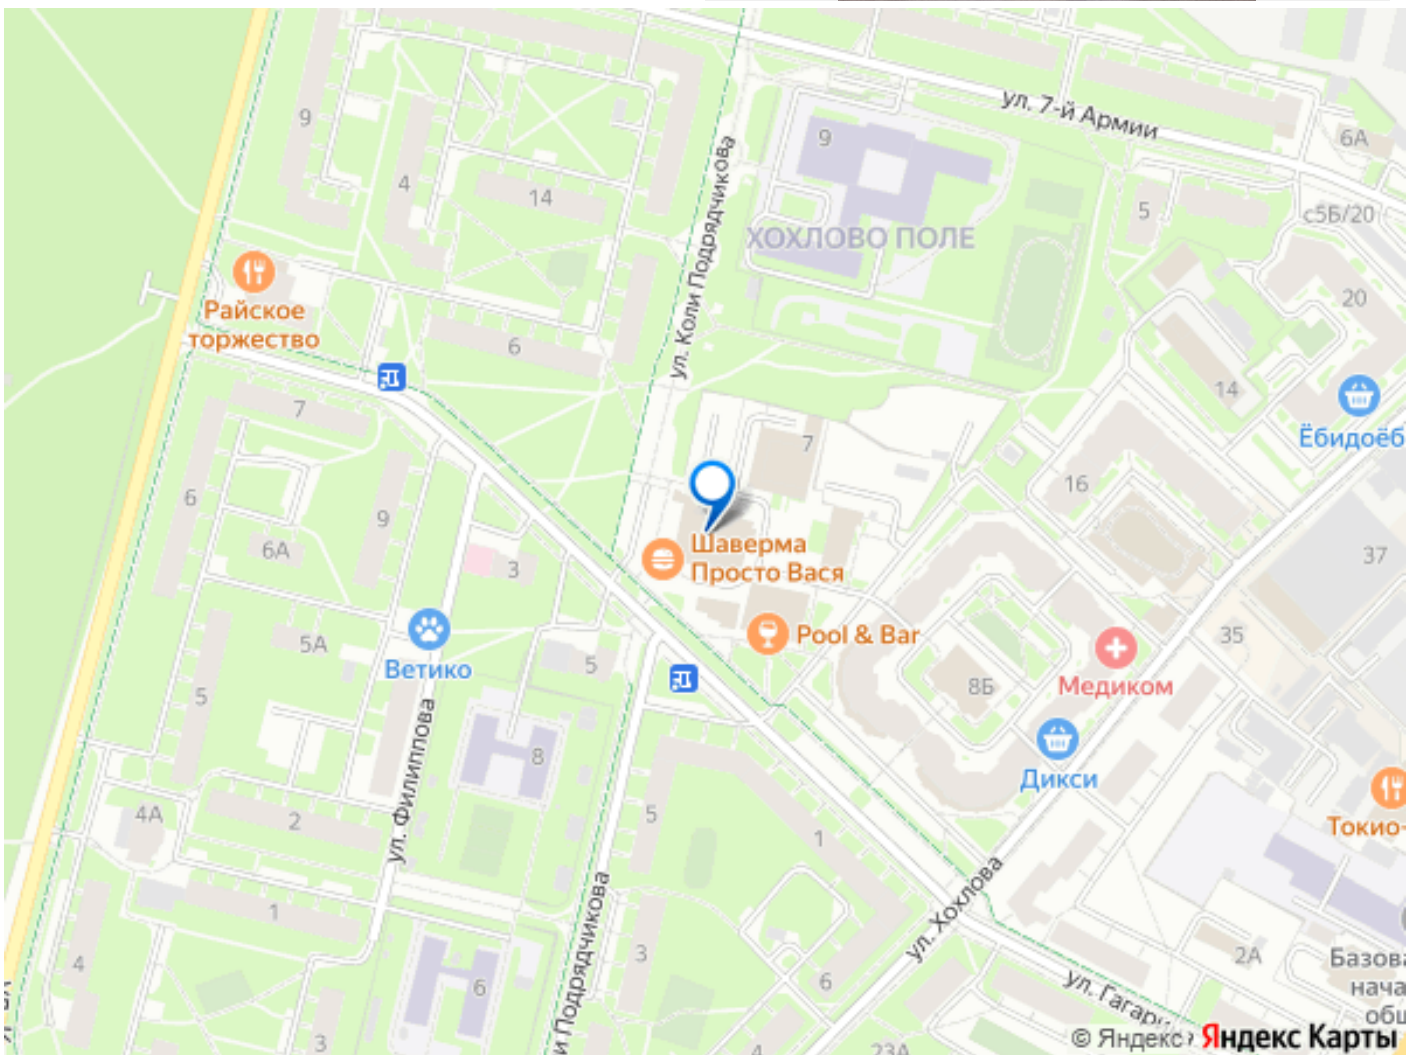 ул. 7-й Армии
9
9
6А
4
14
5
с5Б/20
ул. Коли Подрядчикова
ХОХЛОВО ПОЛЕ
Райское
торжество
20
6
14
7
7
Ёбидоёб
6
9
16
6А
3
Шаверма
Просто Вася
37
5А
Ветико
5
Pool & Bar
35
8Б
Медиком
5
8
Дикси
ул. Филиппова
4А
2
5
1
Токио-
1
3
ул. Хохлова
4
6
6
2А
Базова
нача
общ
и Подрядчикова
ул. Гагари
3
4
23А
© Яндекс Яндекс Карты